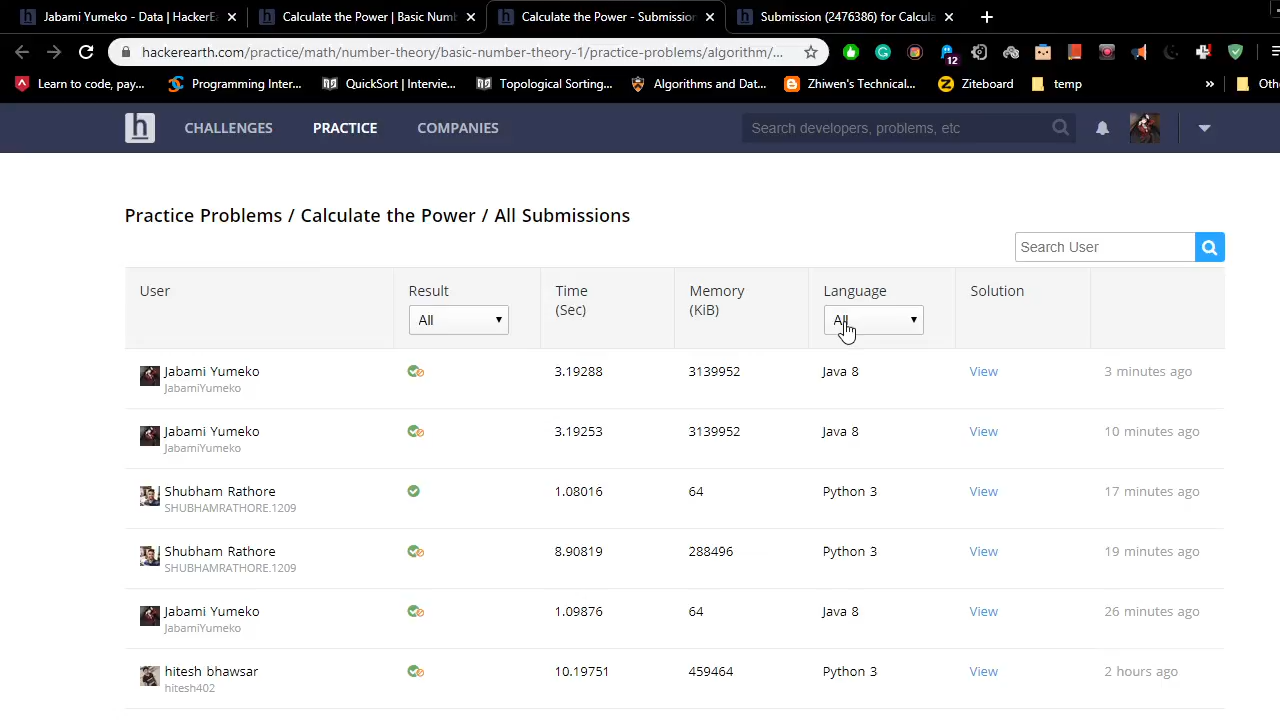 Jabami Yumeko - Data | HackerEa
Calculate the Power | Basic Numb
Calculate the Power - Submission
Submission (2476386) for Calcula
hackerearth.com/practice/math/number-theory/basic-number-theory-1/practice-problems/algorithm/...
12
Learn to code, pay...
Programming Inter...
QuickSort | Intervie...
Topological Sorting...
Algorithms and Dat...
Zhiwen's Technical...
Ziteboard
temp
»
Oth
h
CHALLENGES
PRACTICE
COMPANIES
Search developers, problems, etc
Practice Problems / Calculate the Power / All Submissions
Search User
User
Result
Time
(Sec)
Memory
(KiB)
Language
Solution
All
All
Jabami Yumeko
JabamiYumeko
3.19288
3139952
Java 8
View
3 minutes ago
Jabami Yumeko
JabamiYumeko
3.19253
3139952
Java 8
View
10 minutes ago
Shubham Rathore
SHUBHAMRATHORE.1209
1.08016
64
Python 3
View
17 minutes ago
Shubham Rathore
SHUBHAMRATHORE.1209
8.90819
288496
Python 3
View
19 minutes ago
Jabami Yumeko
JabamiYumeko
1.09876
64
Java 8
View
26 minutes ago
hitesh bhawsar
hitesh402
10.19751
459464
Python 3
View
2 hours ago